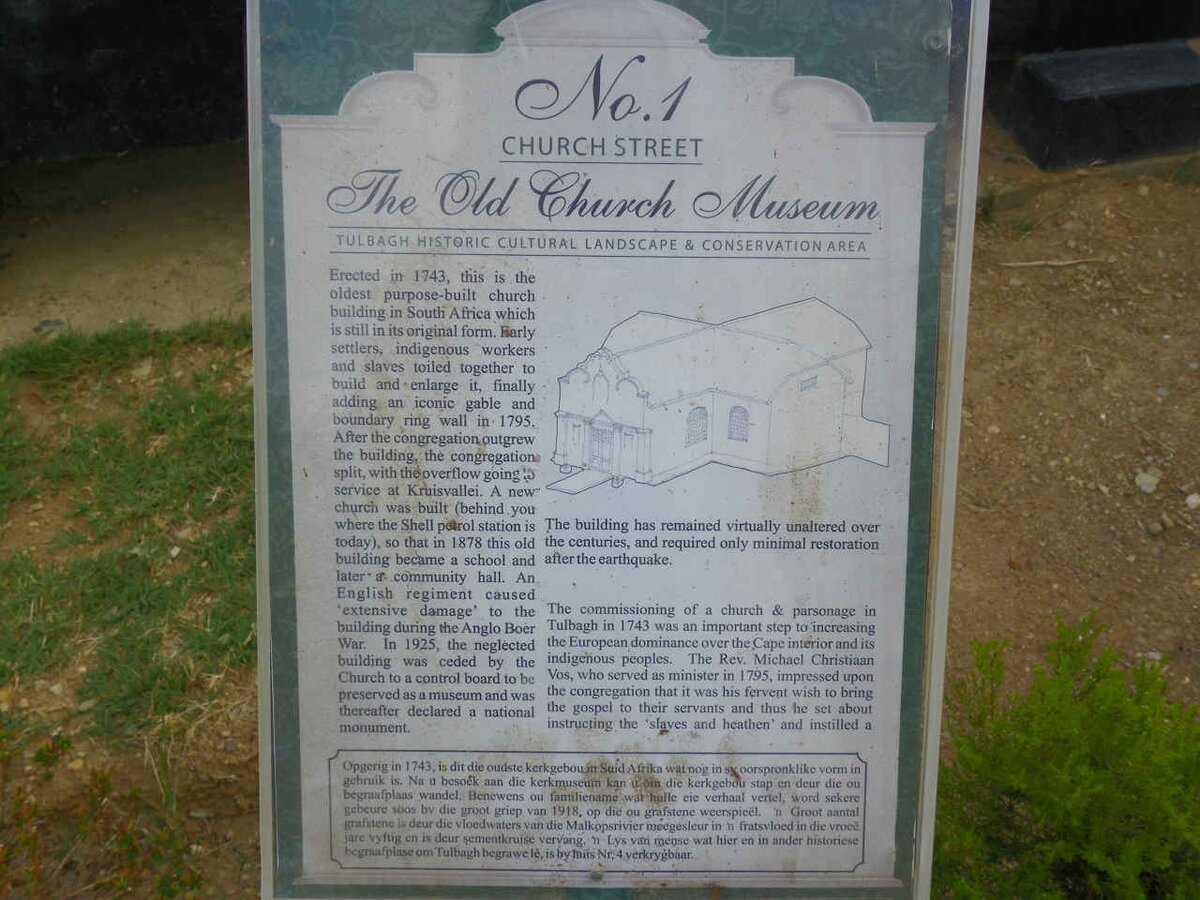 No.1
CHURCH STREET
The Old Church Museum
TULBAGH HISTORIC CULTURAL LANDSCAPE & CONSERVATION AREA
Erected in 1743, this is the
oldest purpose-built church
building in South Africa which
is still in its original form. Early
settlers, indigenous workers
and slaves toiled together to
build and enlarge it, finally
adding an iconic gable and
boundary ring wall in 1795.
After the congregation outgrew
the building, the congregation
split, with the overflow going to
service at Kruisvallei. A new
church was built (behind you
where the Shell petrol station is
today), so that in 1878 this old
building became a school and
later a community hall. An
English regiment caused
'extensive damage' to the
building during the Anglo Boer
War. In 1925, the neglected
building was ceded by the
Church to a control board to be
preserved as a museum and was
thereafter declared a national
monument.
The building has remained virtually unaltered over
the centuries, and required only minimal restoration
after the earthquake.
The commissioning of a church & parsonage in
Tulbagh in 1743 was an important step to increasing
the European dominance over the Cape interior and its
indigenous peoples. The Rev. Michael Christiaan
Vos, who served as minister in 1795, impressed upon
the congregation that it was his fervent wish to bring
the gospel to their servants and thus he set about
instructing the 'slaves and heathen' and instilled a
Opgerig in 1743, is dit die oudste kerkgebou in Suid Afrika wat nog in sy oorspronklike vorm in
gebruik is. Na u besoek aan die kerkmuseum kan u om die kerkgebou stap en deur die ou
begraafplaas wandel. Benewens ou familiename wat hulle eie verhaal vertel, word sekere
gebeure soos by die groot griep van 1918, op die ou grafstene weerspieël. 'n Groot aantal
grafstene is deur die vloedwaters van die Malkopsrivier meegesleur in 'n fratsvloed in die vroeë
jare vyftig en is deur sementkruise vervang. 'n Lys van mense wat hier en in ander historiese
begraafplase om Tulbagh begrawe lê, is by huis Nr. 4 verkrygbaar.